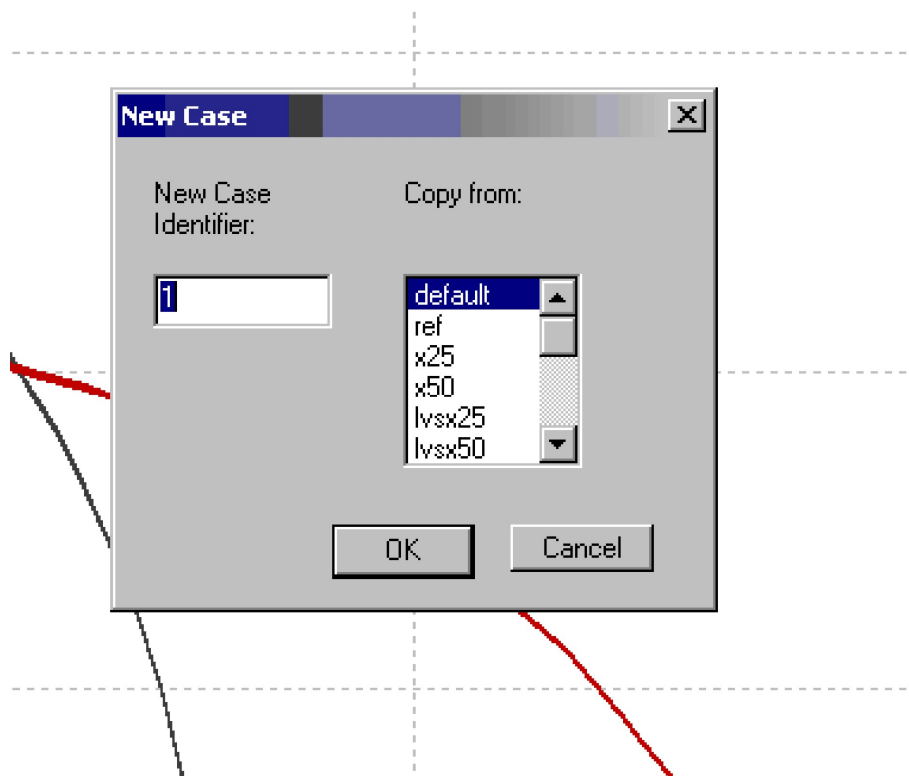 New Case
New Case
Identifier:
Copy from:
1
default
ref
x25
x50
lvsx25
lvsx50
OK
Cancel